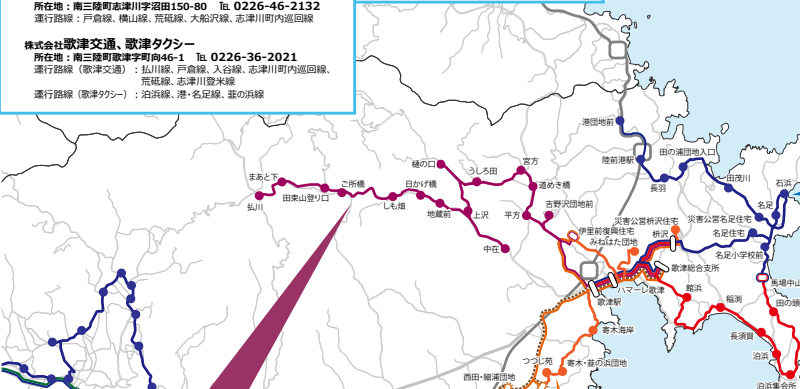 所在地：南三陸町志津川字沼田150-80　℡ 0226-46-2132
運行路線：戸倉線、横山線、荒砥線、大船沢線、志津川町内巡回線
株式会社歌津交通、歌津タクシー
所在地：南三陸町歌津字町向46-1　℡ 0226-36-2021
運行路線（歌津交通）：払川線、戸倉線、入谷線、志津川町内巡回線、
荒砥線、志津川登米線
運行路線（歌津タクシー）：泊浜線、港・名足線、韮の浜線
港団地前
陸前港駅
田の浦団地入口
長羽
田茂川
石浜
名足
災害公営名足住宅
名足住宅
名足小学校前
災害公営枡沢住宅
枡沢
樋の口
うしろ田
宮方
道めき橋
吉野沢団地前
平方
伊里前復興住宅
みねはた団地
まあと下
払川
田束山登り口
ご所橋
しも畑
日かげ橋
地蔵前
上沢
中在
歌津総合支所
ハマーレ歌津
歌津駅
館浜
稲渕
馬場中山
田の頭
長須賀
泊浜
泊浜集会所
寄木海岸
つつじ苑
寄木・韮の浜団地
西田・細浦団地